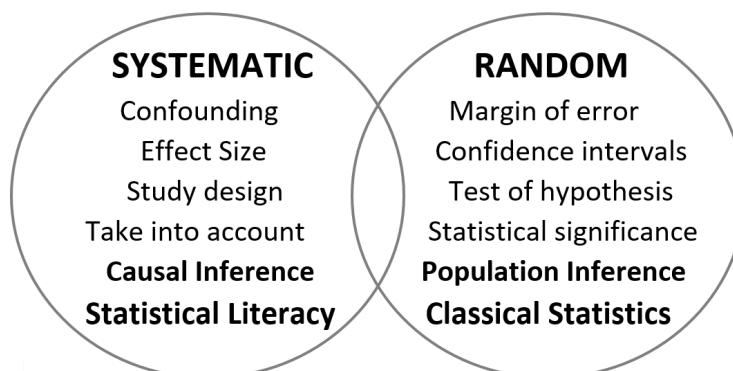 SYSTEMATIC
Confounding
Effect Size
Study design
Take into account
Causal Inference
Statistical Literacy
RANDOM
Margin of error
Confidence intervals
Test of hypothesis
Statistical significance
Population Inference
Classical Statistics